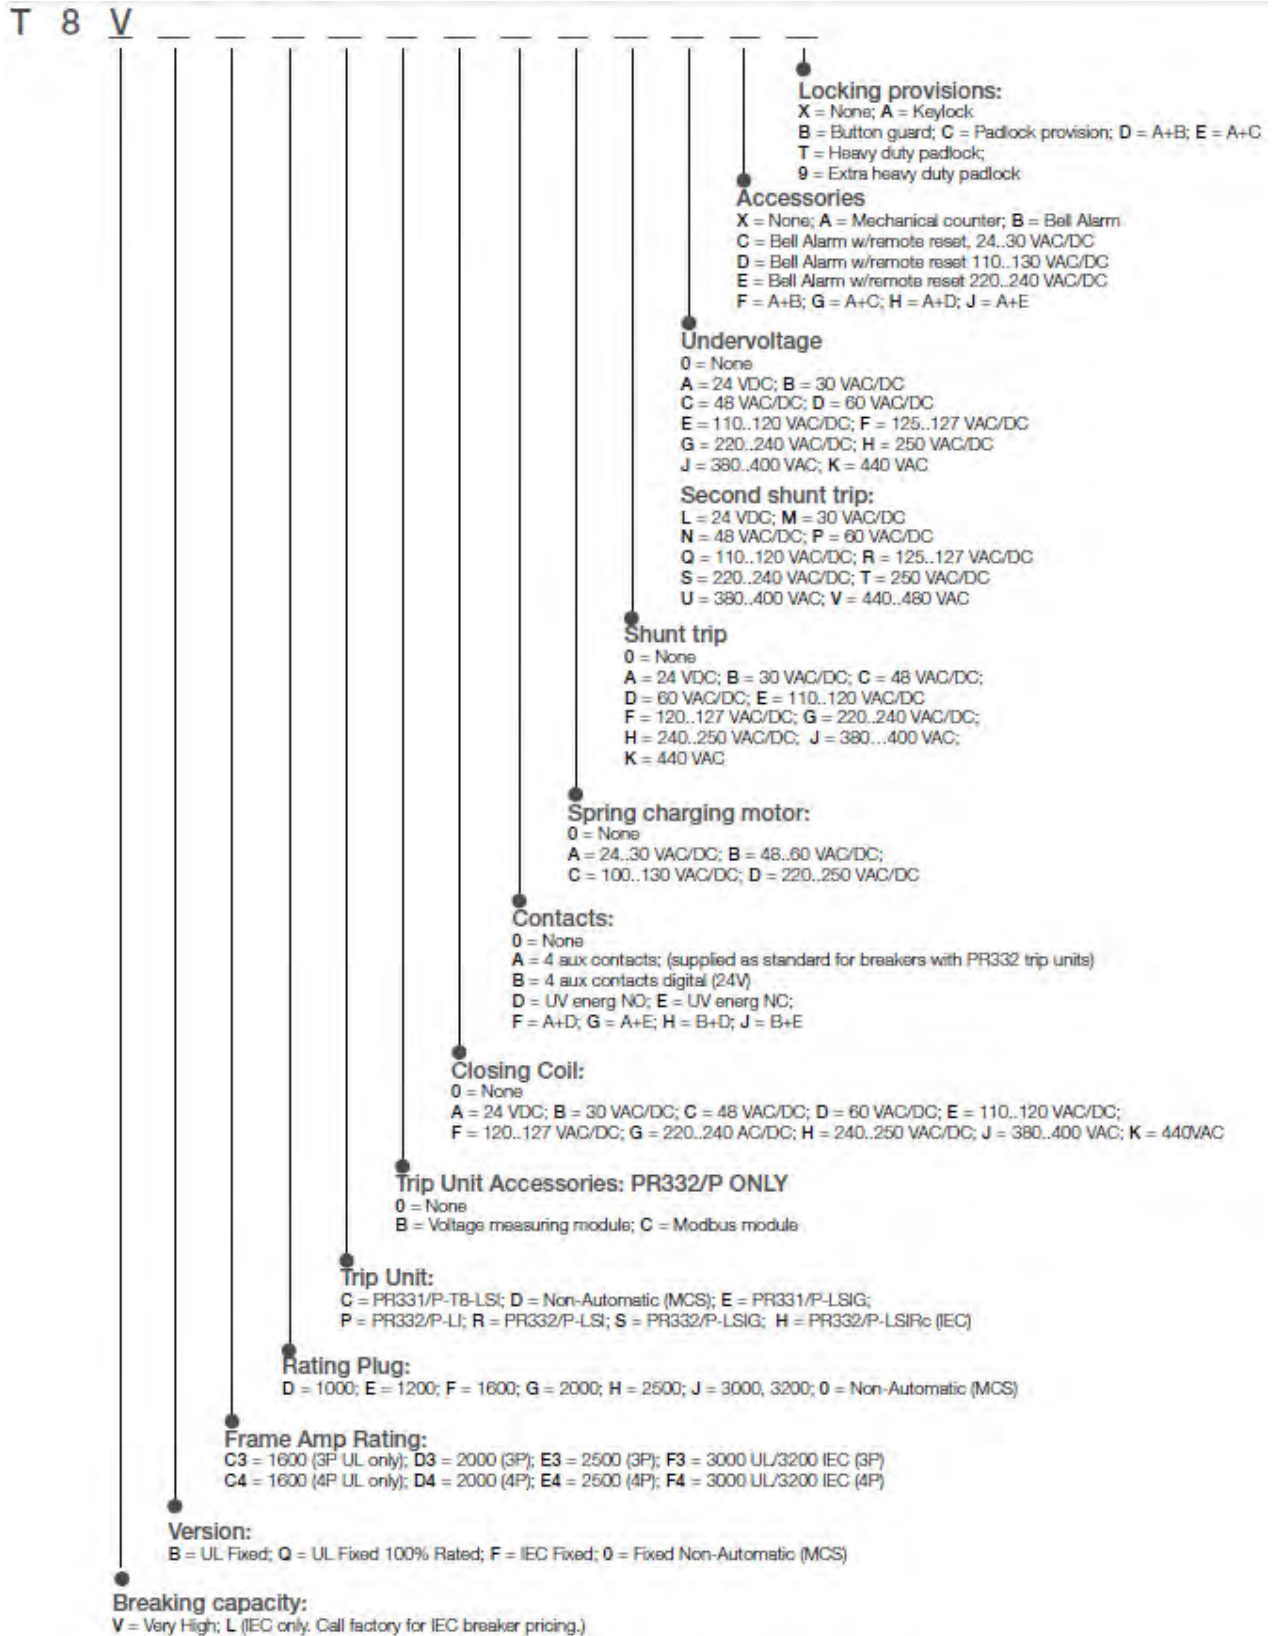 T 8 V
Locking provisions:
X = None; A = Keylock
B = Button guard; C = Padlock provision; D = A+B; E = A+C
T = Heavy duty padlock;
9 = Extra heavy duty padlock
Accessories
X = None; A = Mechanical counter; B = Bell Alarm
C = Bell Alarm w/remote reset, 24..30 VAC/DC
D = Bell Alarm w/remote reset 110..130 VAC/DC
E = Bell Alarm w/remote reset 220..240 VAC/DC
F = A+B; G = A+C; H = A+D; J = A+E
Undervoltage
0 = None
A = 24 VDC; B = 30 VAC/DC
C = 48 VAC/DC; D = 60 VAC/DC
E = 110..120 VAC/DC; F = 125..127 VAC/DC
G = 220..240 VAC/DC; H = 250 VAC/DC
J = 380..400 VAC; K = 440 VAC
Second shunt trip:
L = 24 VDC; M = 30 VAC/DC
N = 48 VAC/DC; P = 60 VAC/DC
Q = 110..120 VAC/DC; R = 125..127 VAC/DC
S = 220..240 VAC/DC; T = 250 VAC/DC
U = 380..400 VAC; V = 440..480 VAC
Shunt trip
0 = None
A = 24 VDC; B = 30 VAC/DC; C = 48 VAC/DC;
D = 60 VAC/DC; E = 110..120 VAC/DC
F = 120..127 VAC/DC; G = 220..240 VAC/DC;
H = 240..250 VAC/DC; J = 380...400 VAC;
K = 440 VAC
Spring charging motor:
0 = None
A = 24..30 VAC/DC; B = 48..60 VAC/DC;
C = 100..130 VAC/DC; D = 220..250 VAC/DC
Contacts:
0 = None
A = 4 aux contacts; (supplied as standard for breakers with PR332 trip units)
B = 4 aux contacts digital (24V)
D = UV energ NO; E = UV energ NC;
F = A+D; G = A+E; H = B+D; J = B+E
Closing Coil:
0 = None
A = 24 VDC; B = 30 VAC/DC; C = 48 VAC/DC; D = 60 VAC/DC; E = 110..120 VAC/DC;
F = 120..127 VAC/DC; G = 220..240 AC/DC; H = 240..250 VAC/DC; J = 380..400 VAC; K = 440VAC
Trip Unit Accessories: PR332/P ONLY
0 = None
B = Voltage measuring module; C = Modbus module
Trip Unit:
C = PR331/P-T8-LSI; D = Non-Automatic (MCS); E = PR331/P-LSIG;
P = PR332/P-LI; R = PR332/P-LSI; S = PR332/P-LSIG; H = PR332/P-LSIRc (IEC)
Rating Plug:
D = 1000; E = 1200; F = 1600; G = 2000; H = 2500; J = 3000, 3200; 0 = Non-Automatic (MCS)
Frame Amp Rating:
C3 = 1600 (3P UL only); D3 = 2000 (3P); E3 = 2500 (3P); F3 = 3000 UL/3200 IEC (3P)
C4 = 1600 (4P UL only); D4 = 2000 (4P); E4 = 2500 (4P); F4 = 3000 UL/3200 IEC (4P)
Version:
B = UL Fixed; Q = UL Fixed 100% Rated; F = IEC Fixed; 0 = Fixed Non-Automatic (MCS)
Breaking capacity:
V = Very High; L (IEC only. Call factory for IEC breaker pricing.)